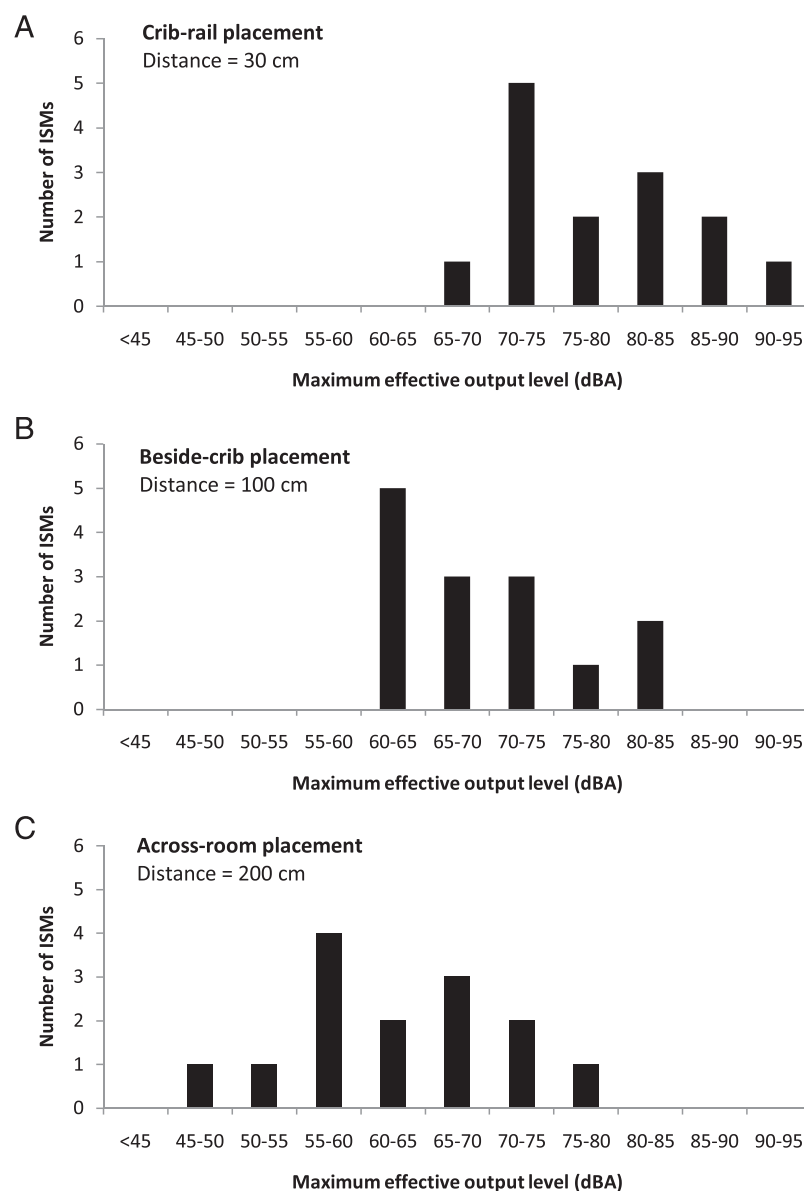 A
Crib-rail placement
Distance = 30 cm
Number of ISMs
6
5
4
3
2
1
0
<45 45-50 50-55 55-60 60-65 65-70 70-75 75-80 80-85 85-90 90-95
Maximum effective output level (dBA)
B
Beside-crib placement
Distance = 100 cm
Number of ISMs
6
5
4
3
2
1
0
<45 45-50 50-55 55-60 60-65 65-70 70-75 75-80 80-85 85-90 90-95
Maximum effective output level (dBA)
C
Across-room placement
Distance = 200 cm
Number of ISMs
6
5
4
3
2
1
0
<45 45-50 50-55 55-60 60-65 65-70 70-75 75-80 80-85 85-90 90-95
Maximum effective output level (dBA)